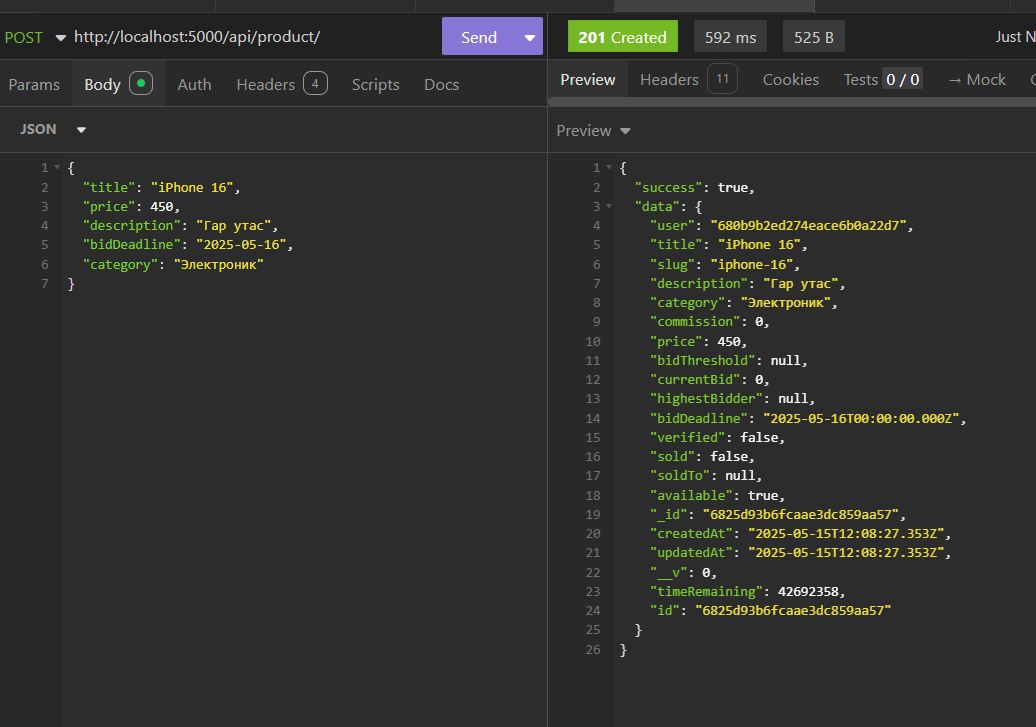 POST http://localhost:5000/api/product/ Send
201 Created 592 ms 525 B Just N
Params Body Auth Headers 4 Scripts Docs
Preview Headers 11 Cookies Tests 0 / 0 → Mock
JSON
Preview
1 {
2 "title": "iPhone 16",
3 "price": 450,
4 "description": "Гар утас",
5 "bidDeadline": "2025-05-16",
6 "category": "Электроник"
7 }
1 {
2 "success": true,
3 "data": {
4 "user": "680b9b2ed274eace6b0a22d7",
5 "title": "iPhone 16",
6 "slug": "iphone-16",
7 "description": "Гар утас",
8 "category": "Электроник",
9 "commission": 0,
10 "price": 450,
11 "bidThreshold": null,
12 "currentBid": 0,
13 "highestBidder": null,
14 "bidDeadline": "2025-05-16T00:00:00.000Z",
15 "verified": false,
16 "sold": false,
17 "soldTo": null,
18 "available": true,
19 "_id": "6825d93b6fcaae3dc859aa57",
20 "createdAt": "2025-05-15T12:08:27.353Z",
21 "updatedAt": "2025-05-15T12:08:27.353Z",
22 "__v": 0,
23 "timeRemaining": 42692358,
24 "id": "6825d93b6fcaae3dc859aa57"
25 }
26 }